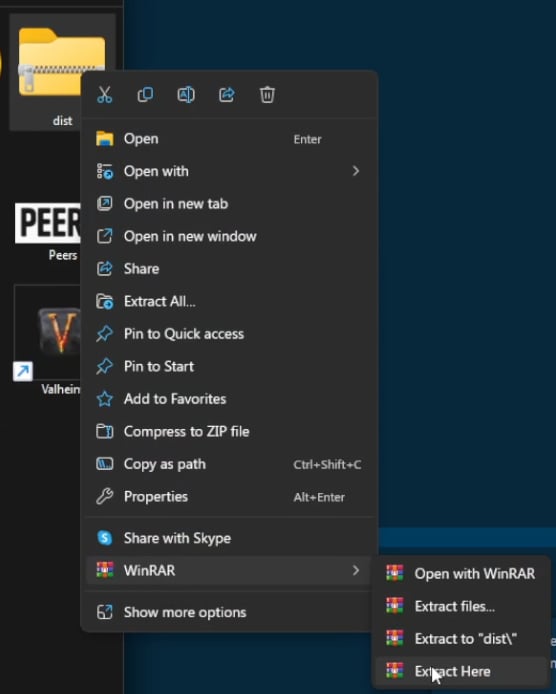 dist
Open Enter
Open with
Open in new tab
Open in new window
PEER
Peers
Share
Extract All...
Pin to Quick access
Pin to Start
V
Valheim
Add to Favorites
Compress to ZIP file
Copy as path Ctrl+Shift+C
Properties Alt+Enter
Share with Skype
WinRAR
Show more options
Open with WinRAR
Extract files...
Extract to "dist\"
Extract Here